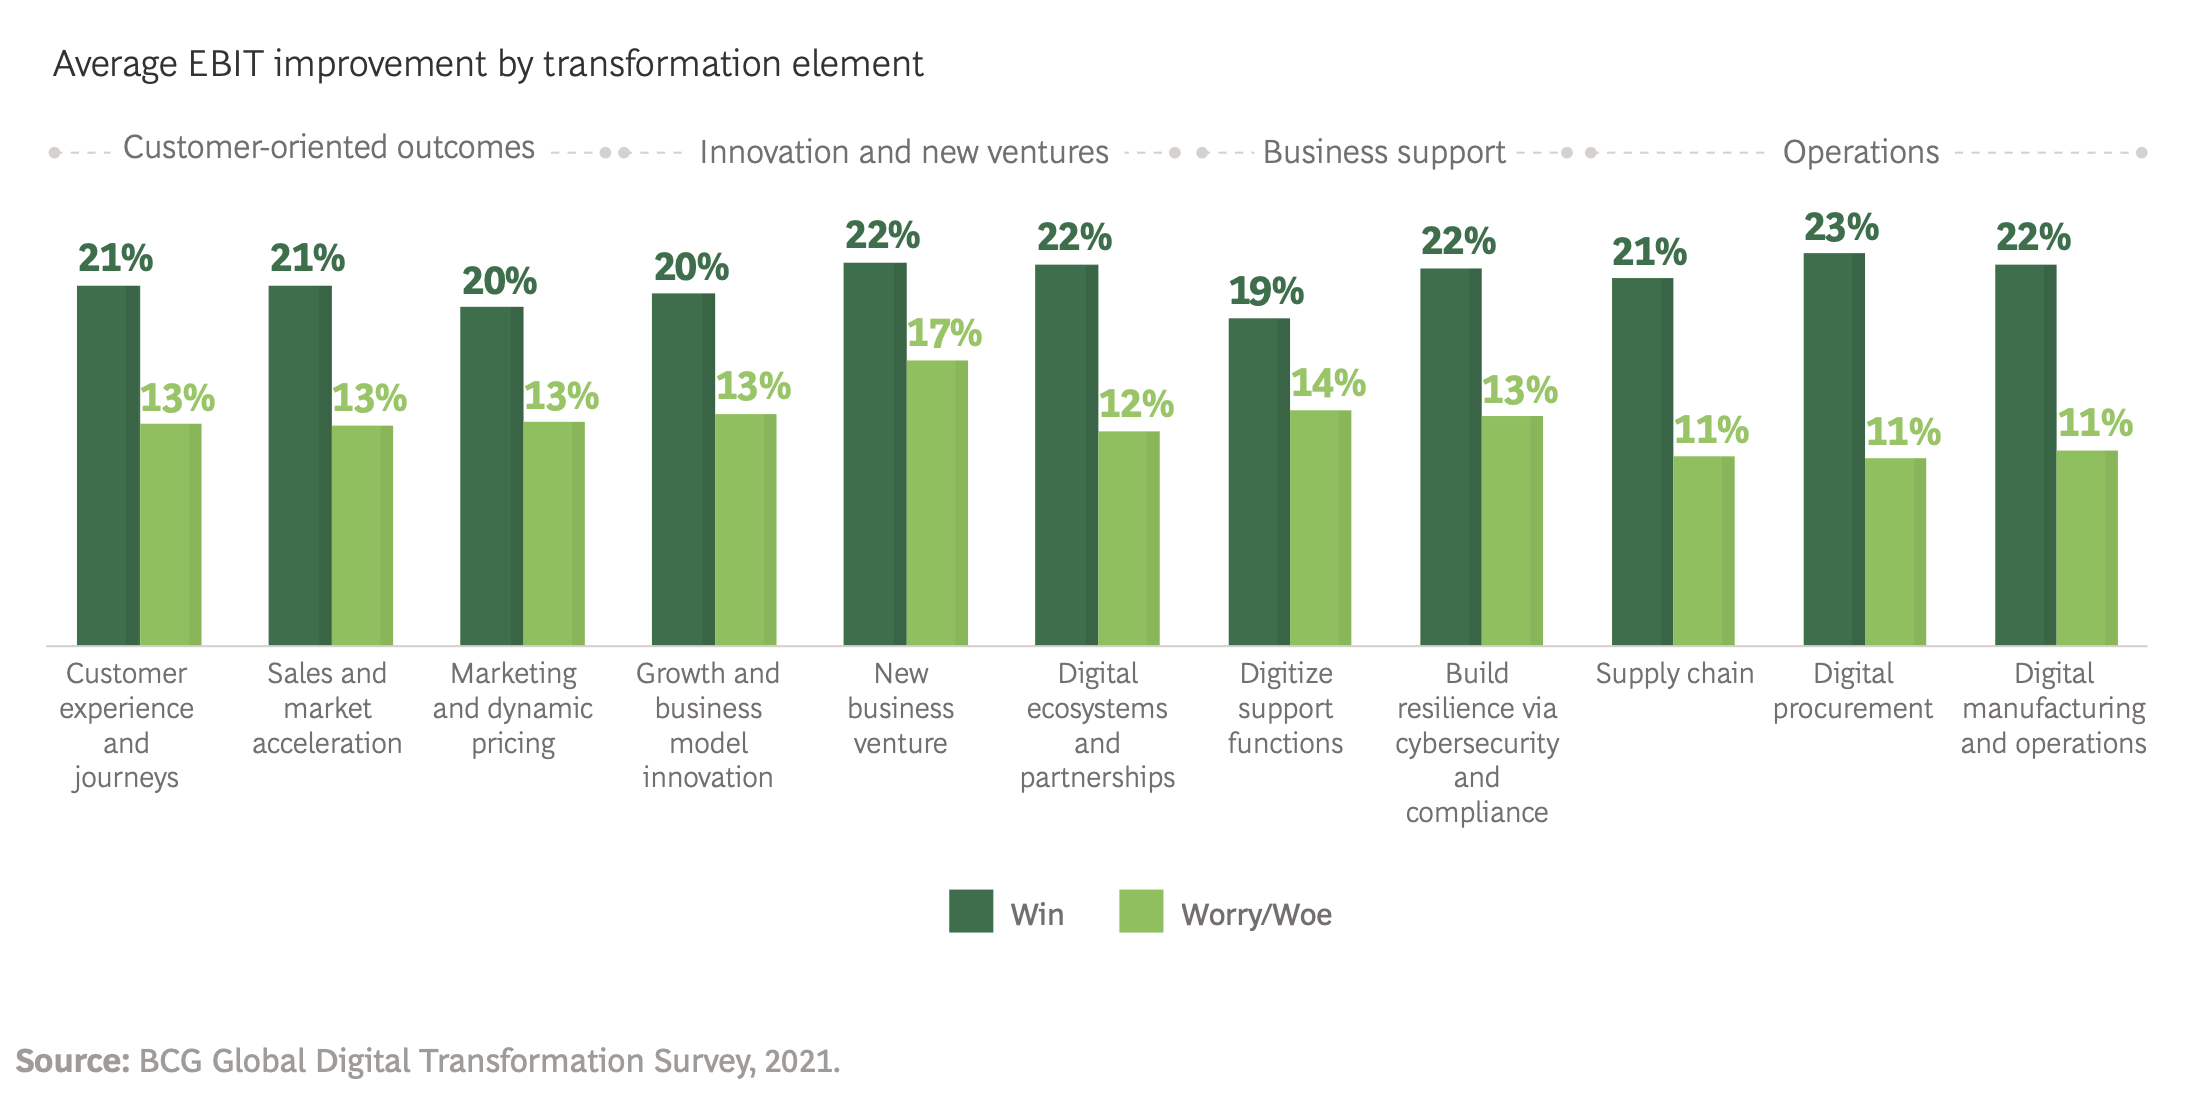 Average EBIT improvement by transformation element
Customer-oriented outcomes
Innovation and new ventures
Business support
Operations
21%
13%
21%
13%
20%
13%
20%
13%
22%
17%
22%
12%
19%
14%
22%
13%
21%
11%
23%
11%
22%
11%
Customer
experience
and
journeys
Sales and
market
acceleration
Marketing
and dynamic
pricing
Growth and
business
model
innovation
New
business
venture
Digital
ecosystems
and
partnerships
Digitize
support
functions
Build
resilience via
cybersecurity
and
compliance
Supply chain
Digital
procurement
Digital
manufacturing
and operations
Win
Worry/Woe
Source: BCG Global Digital Transformation Survey, 2021.